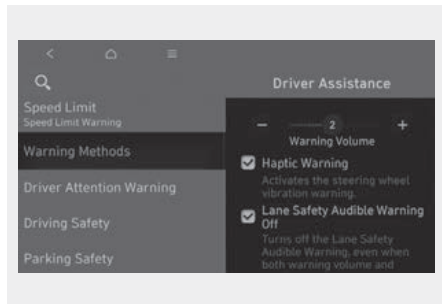 Driver Assistance
Speed Limit
Speed Limit Warning
Warning Methods
Driver Attention Warning
Driving Safety
Parking Safety
− 2 +
Warning Volume
Haptic Warning
Activates the steering wheel
vibration warning.
Lane Safety Audible Warning
Off
Turns off the Lane Safety
Audible Warning, even when
both warning volume and